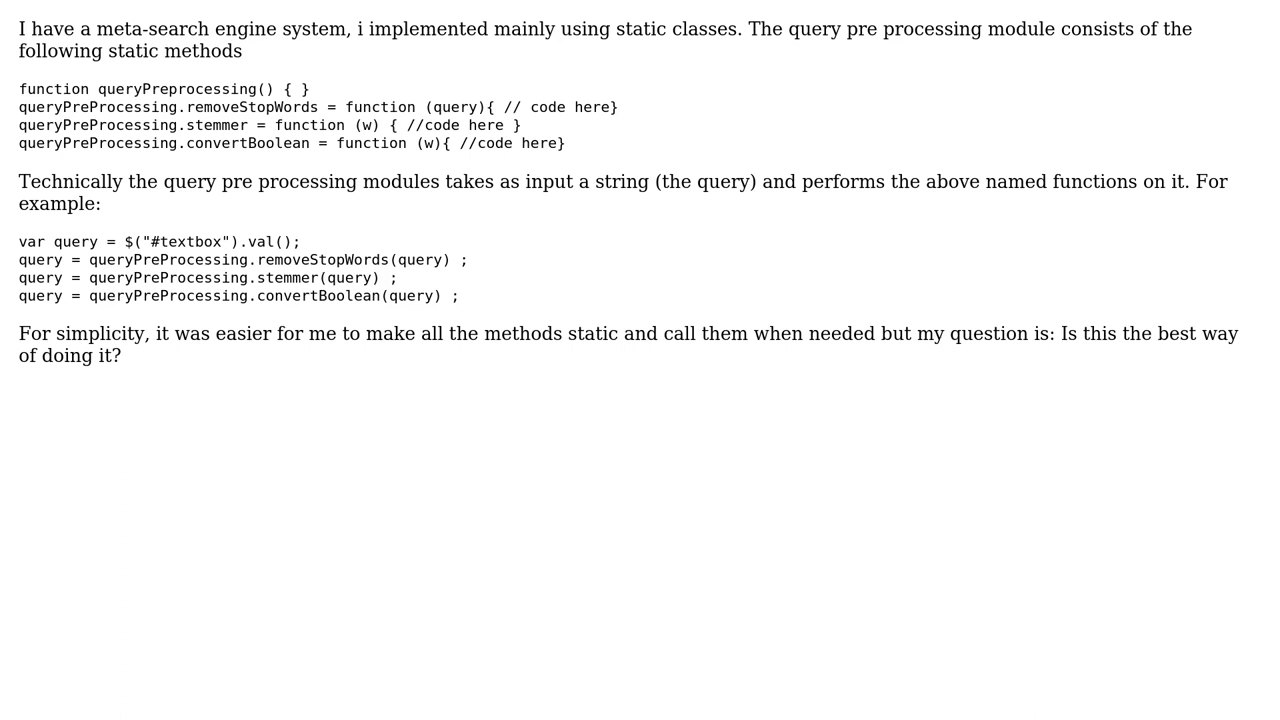 I have a meta-search engine system, i implemented mainly using static classes. The query pre processing module consists of the
following static methods
function queryPreprocessing() { }
queryPreProcessing.removeStopWords = function (query){ // code here}
queryPreProcessing.stemmer = function (w) { //code here }
queryPreProcessing.convertBoolean = function (w){ //code here}
Technically the query pre processing modules takes as input a string (the query) and performs the above named functions on it. For
example:
var query = $("#textbox").val();
query = queryPreProcessing.removeStopWords(query) ;
query = queryPreProcessing.stemmer(query) ;
query = queryPreProcessing.convertBoolean(query) ;
For simplicity, it was easier for me to make all the methods static and call them when needed but my question is: Is this the best way
of doing it?